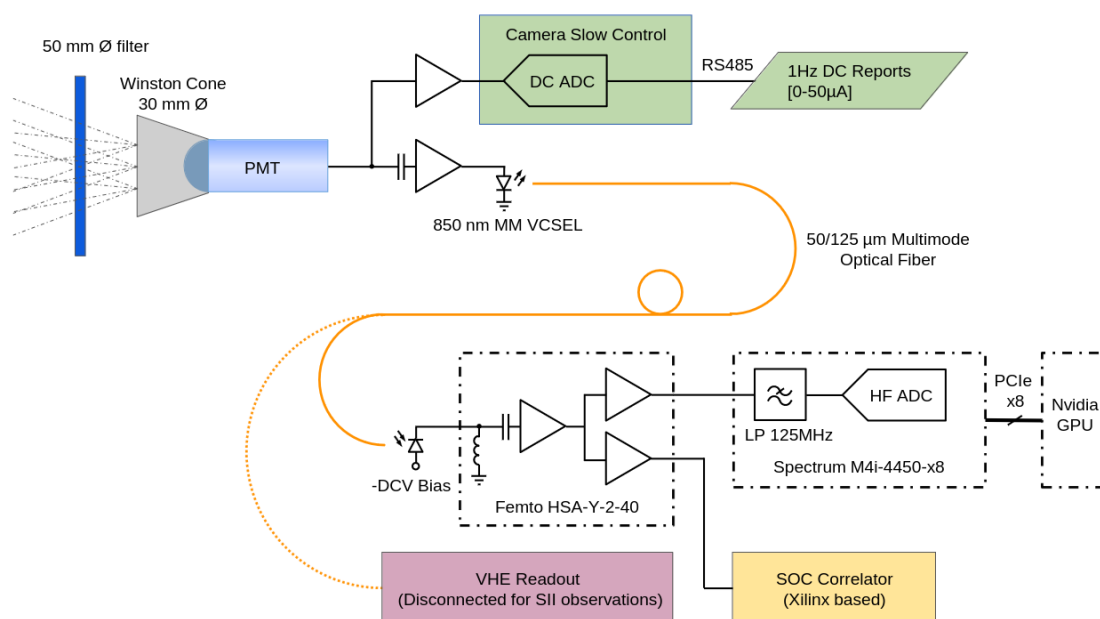 50 mm Ø filter
Winston Cone
30 mm Ø
PMT
Camera Slow Control
DC ADC
RS485
1Hz DC Reports
[0-50µA]
850 nm MM VCSEL
50/125 µm Multimode
Optical Fiber
-DCV Bias
Femto HSA-Y-2-40
LP 125MHz
HF ADC
Spectrum M4i-4450-x8
PCIe
x8
Nvidia
GPU
VHE Readout
(Disconnected for SII observations)
SOC Correlator
(Xilinx based)